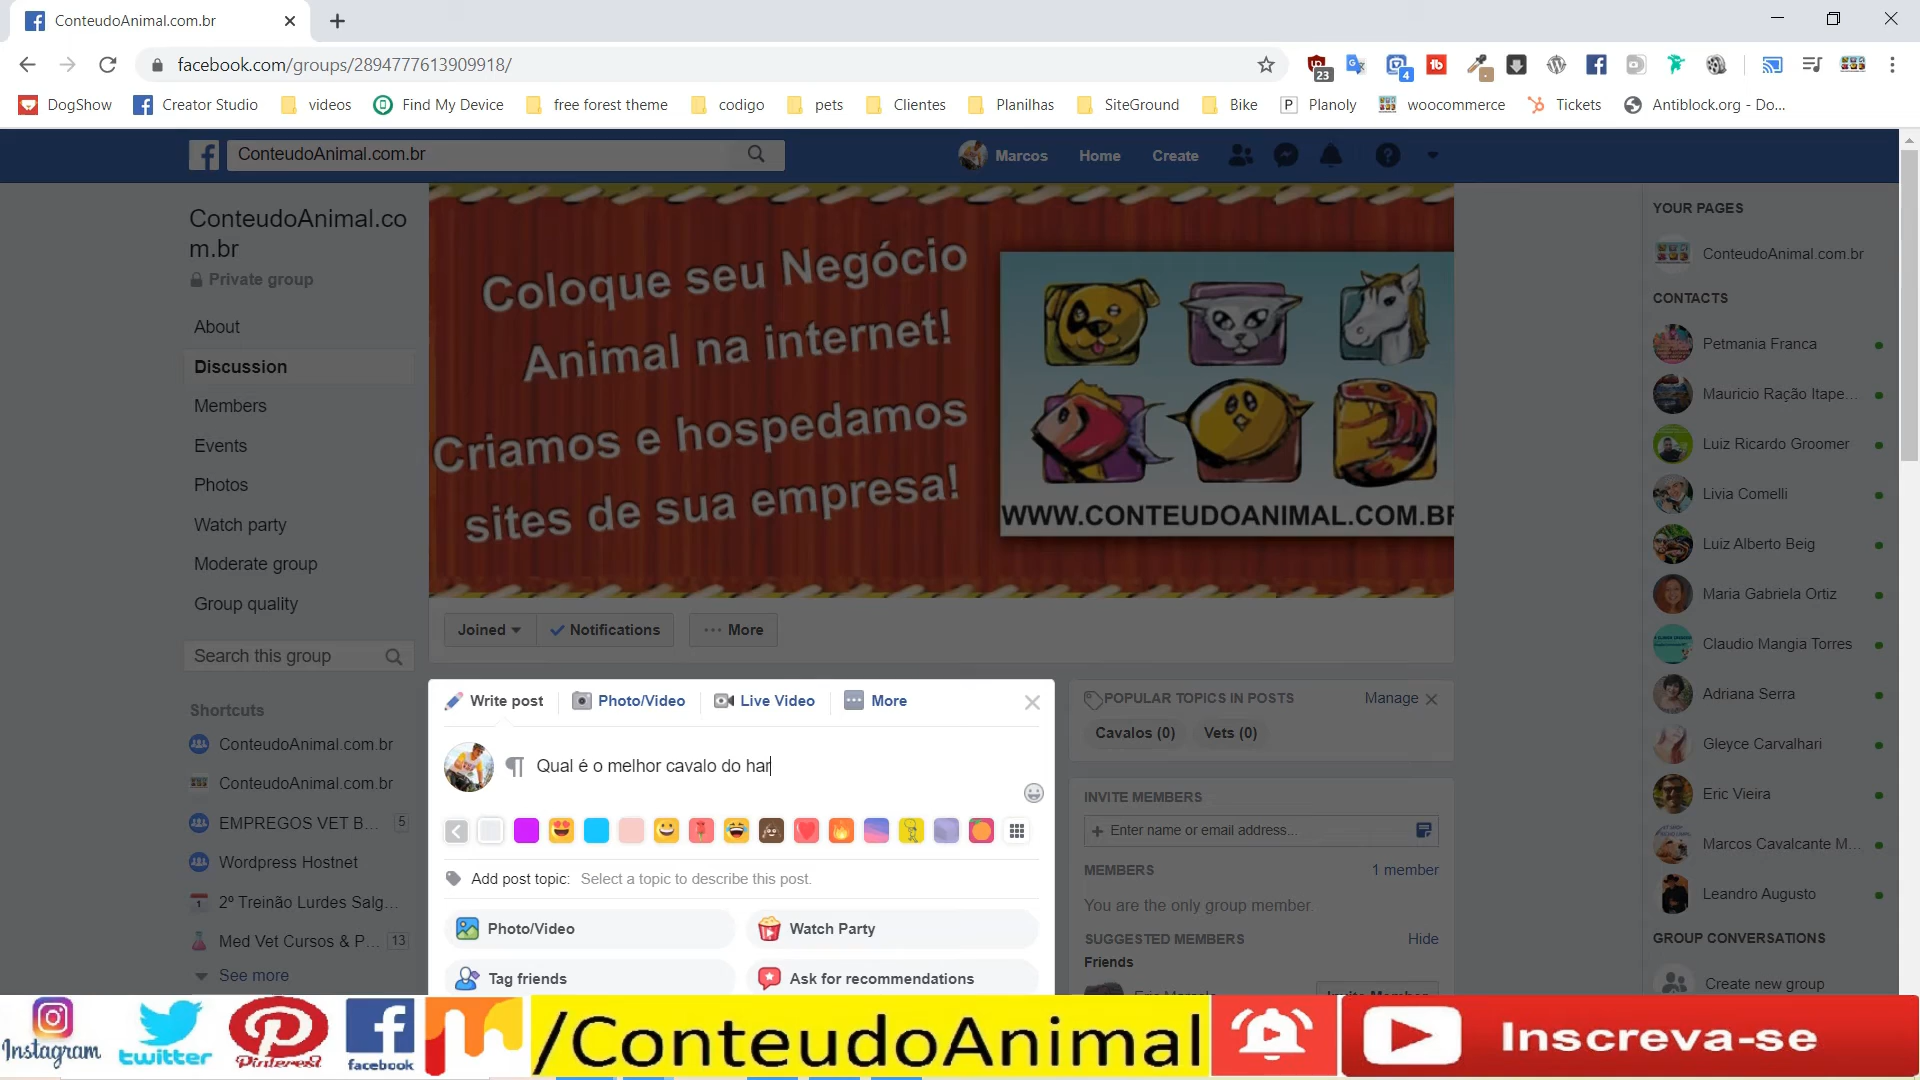 ConteudoAnimal.com.br
facebook.com/groups/2894777613909918/
23
4
DogShow
Creator Studio
videos
Find My Device
free forest theme
codigo
pets
Clientes
Planilhas
SiteGround
Bike
Planoly
woocommerce
Tickets
Antiblock.org - Do...
ConteudoAnimal.com.br
Marcos
Home
Create
ConteudoAnimal.co
m.br
Private group
About
Discussion
Members
Events
Photos
Watch party
Moderate group
Group quality
Search this group
Shortcuts
ConteudoAnimal.com.br
ConteudoAnimal.com.br
EMPREGOS VET B... 5
Wordpress Hostnet
2º Treinão Lurdes Salg...
Med Vet Cursos & P... 13
See more
Coloque seu Negócio
Animal na internet!
Criamos e hospedamos
sites de sua empresa!
WWW.CONTEUDOANIMAL.COM.BR
Joined
Notifications
More
Write post
Photo/Video
Live Video
More
Qual é o melhor cavalo do har
Add post topic: Select a topic to describe this post.
Photo/Video
Watch Party
Tag friends
Ask for recommendations
POPULAR TOPICS IN POSTS
Manage
Cavalos (0)
Vets (0)
INVITE MEMBERS
Enter name or email address...
MEMBERS
1 member
You are the only group member.
SUGGESTED MEMBERS
Hide
Friends
YOUR PAGES
ConteudoAnimal.com.br
CONTACTS
Petmania Franca
Mauricio Ração Itape...
Luiz Ricardo Groomer
Livia Comelli
Luiz Alberto Beig
Maria Gabriela Ortiz
Claudio Mangia Torres
Adriana Serra
Gleyce Carvalhari
Eric Vieira
Marcos Cavalcante M...
Leandro Augusto
GROUP CONVERSATIONS
Create new group
Instagram
twitter
Pinterest
facebook
/ConteudoAnimal
Inscreva-se